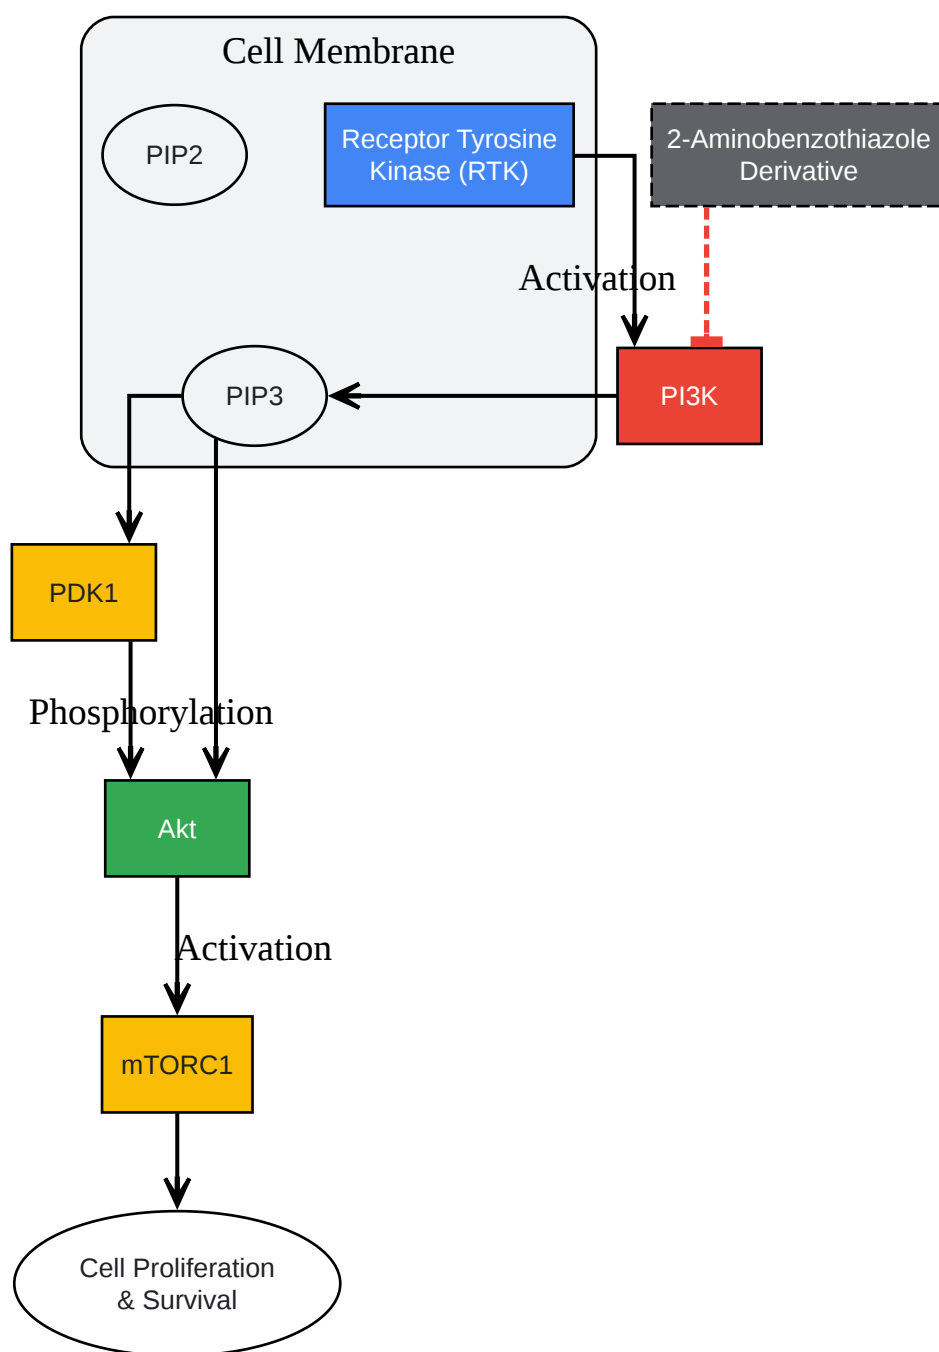 Cell Membrane
PIP2
Receptor Tyrosine
Kinase (RTK)
2-Aminobenzothiazole
Derivative
Activation
PIP3
PI3K
PDK1
Phosphorylation
Akt
Activation
mTORC1
Cell Proliferation
& Survival